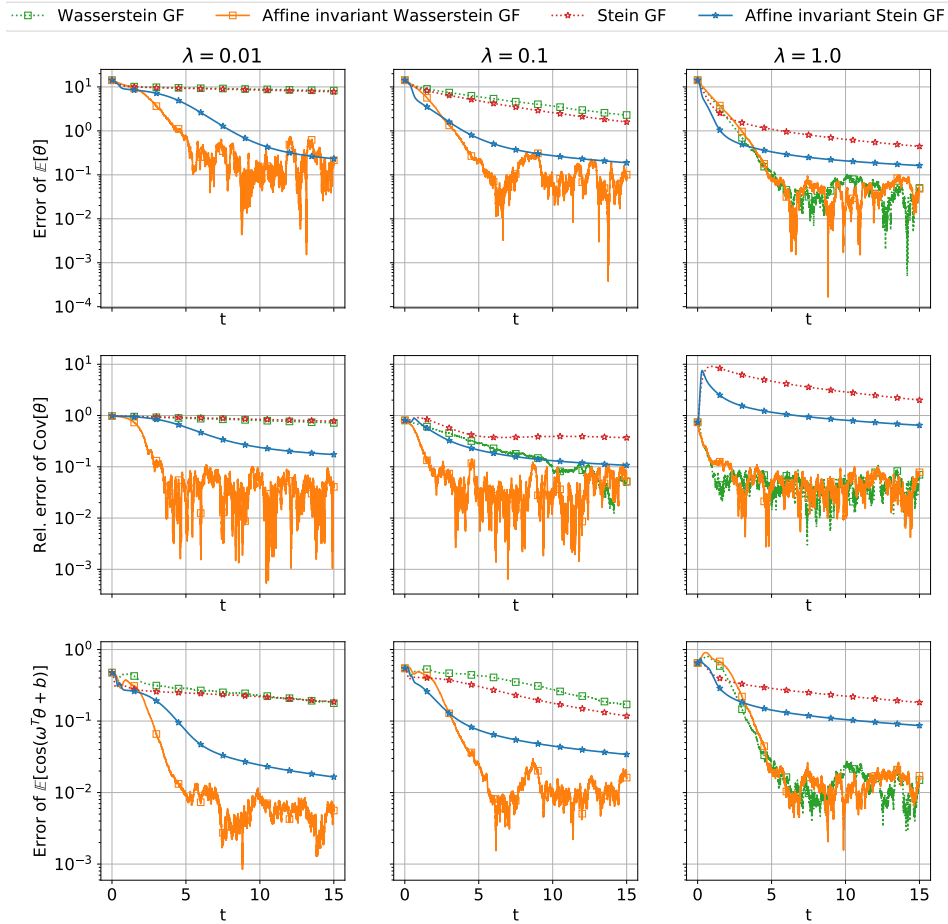 Wasserstein GF Affine invariant Wasserstein GF Stein GF Affine invariant Stein GF
λ = 0.01 λ = 0.1 λ = 1.0
Error of 𝔼[θ]
10¹
10⁰
10⁻¹
10⁻²
10⁻³
10⁻⁴
t t t
Rel. error of Cov[θ]
10¹
10⁰
10⁻¹
10⁻²
10⁻³
t t t
Error of 𝔼[cos(ωᵀθ + b)]
10⁰
10⁻¹
10⁻²
10⁻³
0 5 10 15 0 5 10 15 0 5 10 15
t t t